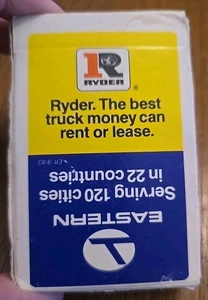 R
RYDER
®
Ryder. The best
truck money can
rent or lease.
EASTERN
Serving 120 cities
in 22 countries